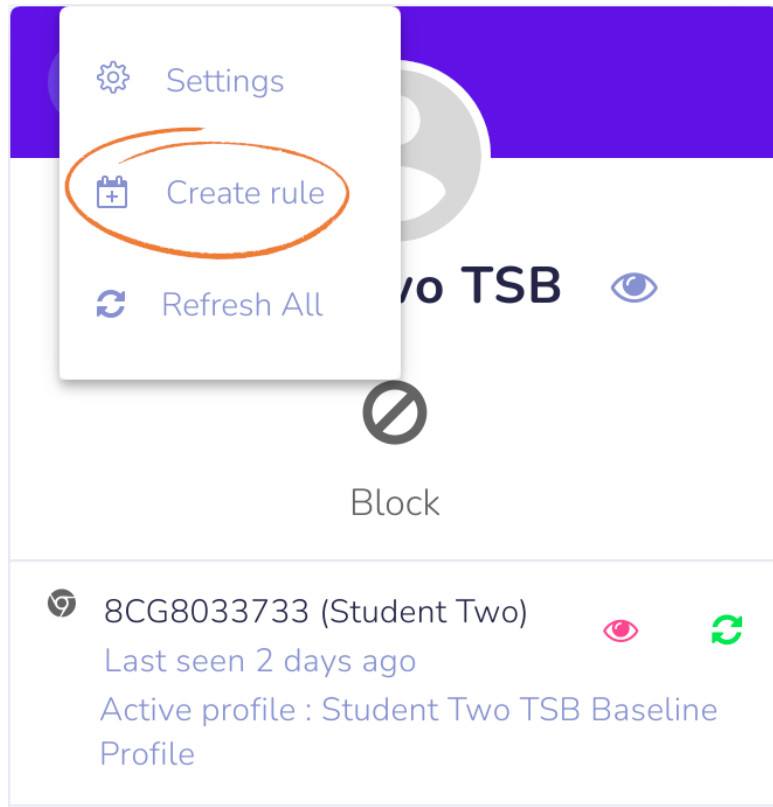 Settings
Create rule
Refresh All
TSB
Block
8CG8033733 (Student Two)
Last seen 2 days ago
Active profile : Student Two TSB Baseline
Profile